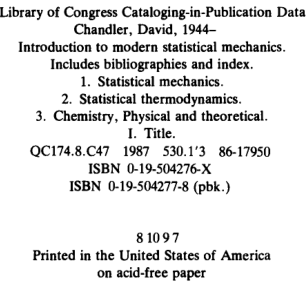 Library of Congress Cataloging-in-Publication Data
Chandler, David, 1944–
Introduction to modern statistical mechanics.
Includes bibliographies and index.
1. Statistical mechanics.
2. Statistical thermodynamics.
3. Chemistry, Physical and theoretical.
I. Title.
QC174.8.C47 1987 530.1'3 86-17950
ISBN 0-19-504276-X
ISBN 0-19-504277-8 (pbk.)
8 10 9 7
Printed in the United States of America
on acid-free paper